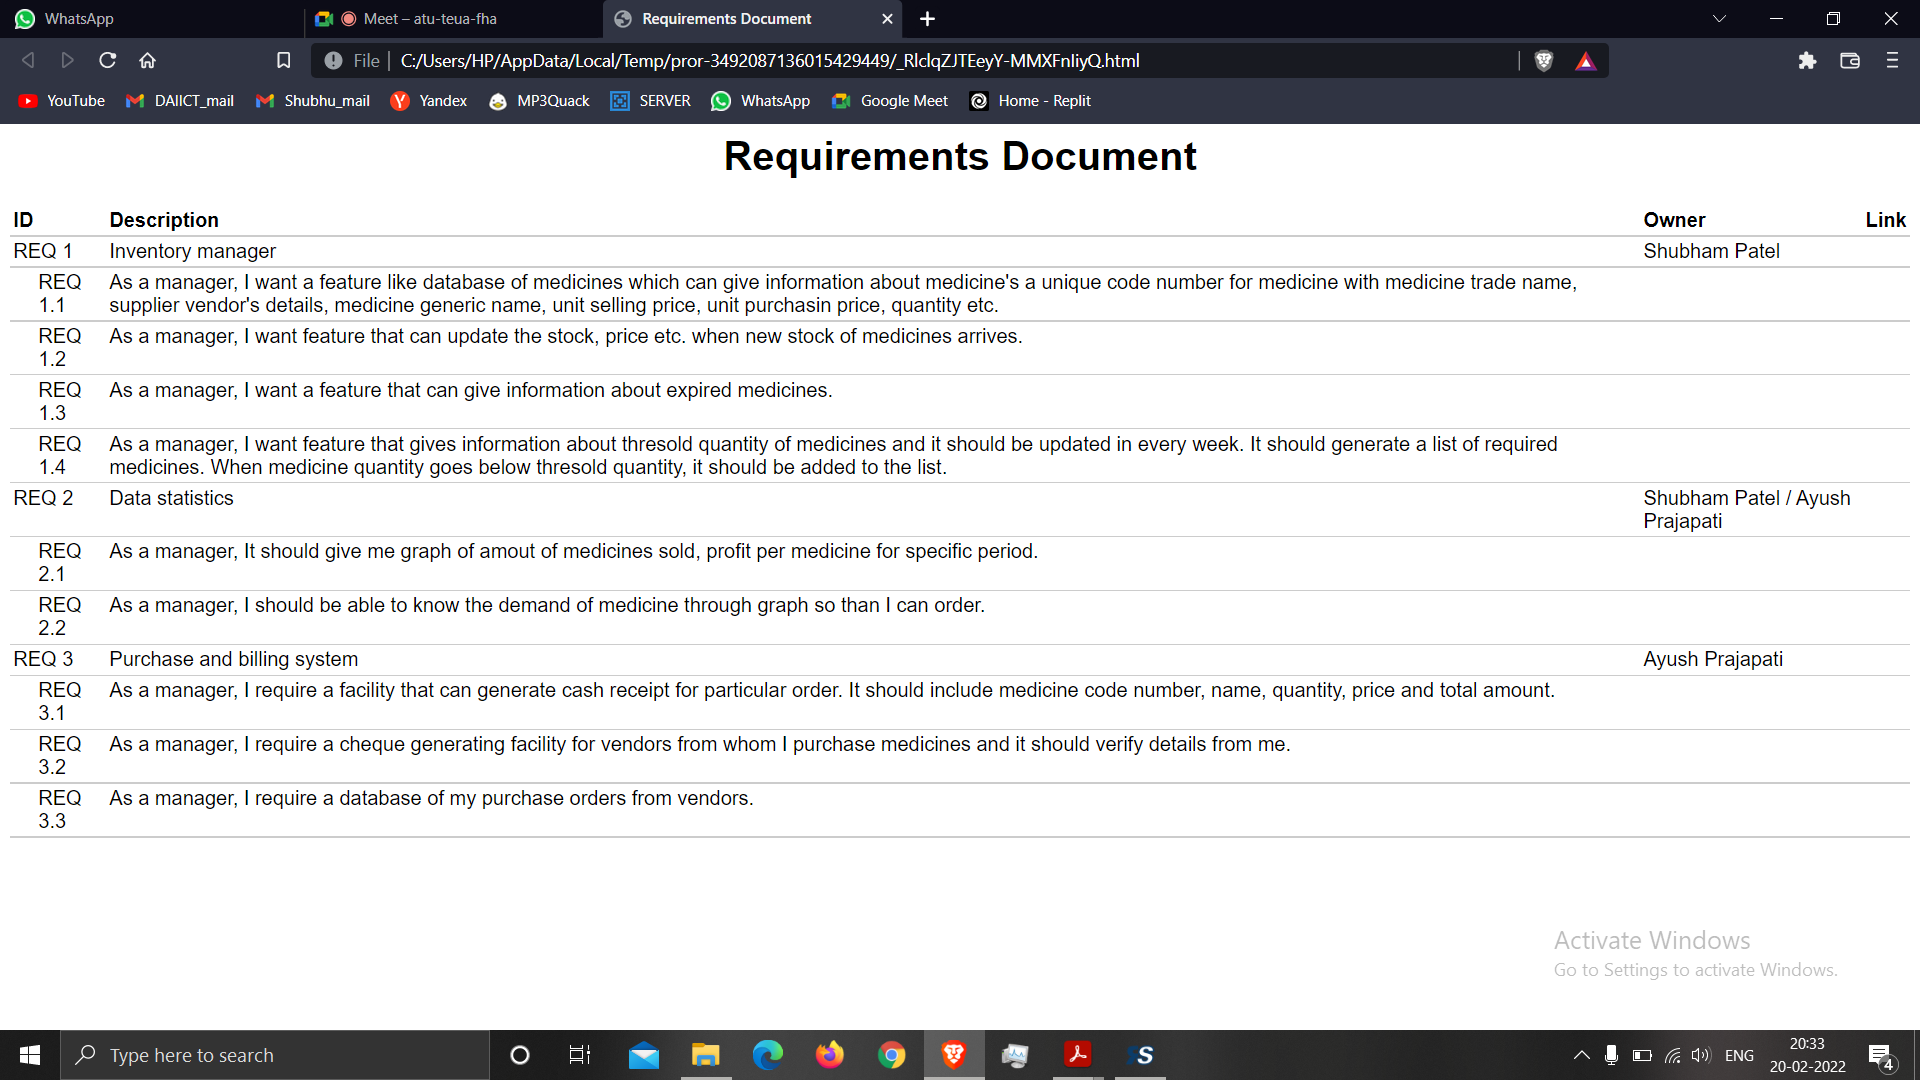 WhatsApp
Meet – atu-teua-fha
Requirements Document
File
C:/Users/HP/AppData/Local/Temp/pror-3492087136015429449/_RlclqZJTEeyY-MMXFnliyQ.html
YouTube DAIICT_mail Shubhu_mail Yandex MP3Quack SERVER WhatsApp Google Meet Home - Replit
Requirements Document
ID Description Owner Link
REQ 1 Inventory manager Shubham Patel
REQ 1.1 As a manager, I want a feature like database of medicines which can give information about medicine's a unique code number for medicine with medicine trade name,
supplier vendor's details, medicine generic name, unit selling price, unit purchasin price, quantity etc.
REQ 1.2 As a manager, I want feature that can update the stock, price etc. when new stock of medicines arrives.
REQ 1.3 As a manager, I want a feature that can give information about expired medicines.
REQ 1.4 As a manager, I want feature that gives information about thresold quantity of medicines and it should be updated in every week. It should generate a list of required
medicines. When medicine quantity goes below thresold quantity, it should be added to the list.
REQ 2 Data statistics Shubham Patel / Ayush
Prajapati
REQ 2.1 As a manager, It should give me graph of amout of medicines sold, profit per medicine for specific period.
REQ 2.2 As a manager, I should be able to know the demand of medicine through graph so than I can order.
REQ 3 Purchase and billing system Ayush Prajapati
REQ 3.1 As a manager, I require a facility that can generate cash receipt for particular order. It should include medicine code number, name, quantity, price and total amount.
REQ 3.2 As a manager, I require a cheque generating facility for vendors from whom I purchase medicines and it should verify details from me.
REQ 3.3 As a manager, I require a database of my purchase orders from vendors.
Activate Windows
Go to Settings to activate Windows.
Type here to search
S
ENG
20:33
20-02-2022
4